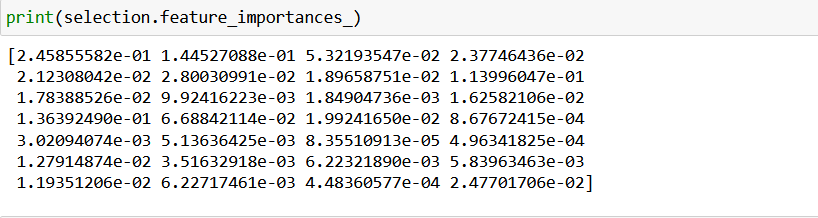 print(selection.feature_importances_)
[2.45855582e-01 1.44527088e-01 5.32193547e-02 2.37746436e-02
2.12308042e-02 2.80030991e-02 1.89658751e-02 1.13996047e-01
1.78388526e-02 9.92416223e-03 1.84904736e-03 1.62582106e-02
1.36392490e-01 6.68842114e-02 1.99241650e-02 8.67672415e-04
3.02094074e-03 5.13636425e-03 8.35510913e-05 4.96341825e-04
1.27914874e-02 3.51632918e-03 6.22321890e-03 5.83963463e-03
1.19351206e-02 6.22717461e-03 4.48360577e-04 2.47701706e-02]